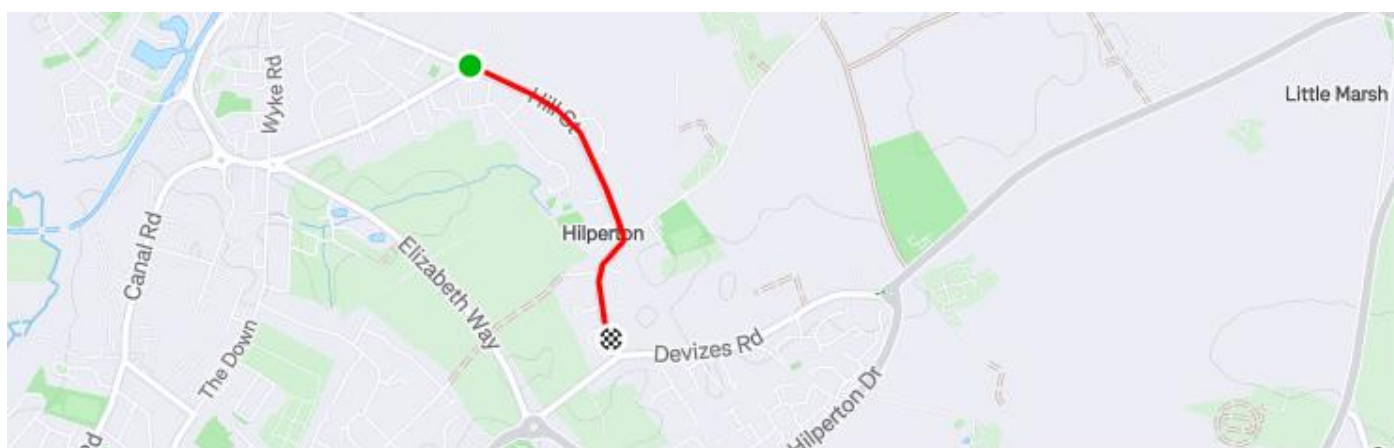 Wyke Rd
Little Marsh
Hill St
Canal Rd
Hilperton
Elizabeth Way
The Down
Devizes Rd
Hilperton Dr